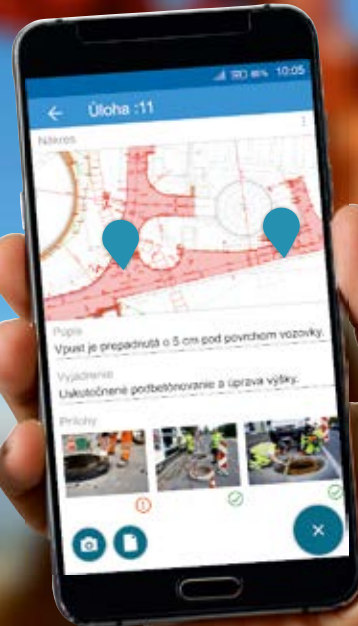 10:05
Úloha :11
Nákres
Popis
Vpust je prepadnutá o 5 cm pod povrchom vozovky.
Vyjadrenie
Uskutočnené podbetónovanie a úprava výšky.
Prílohy